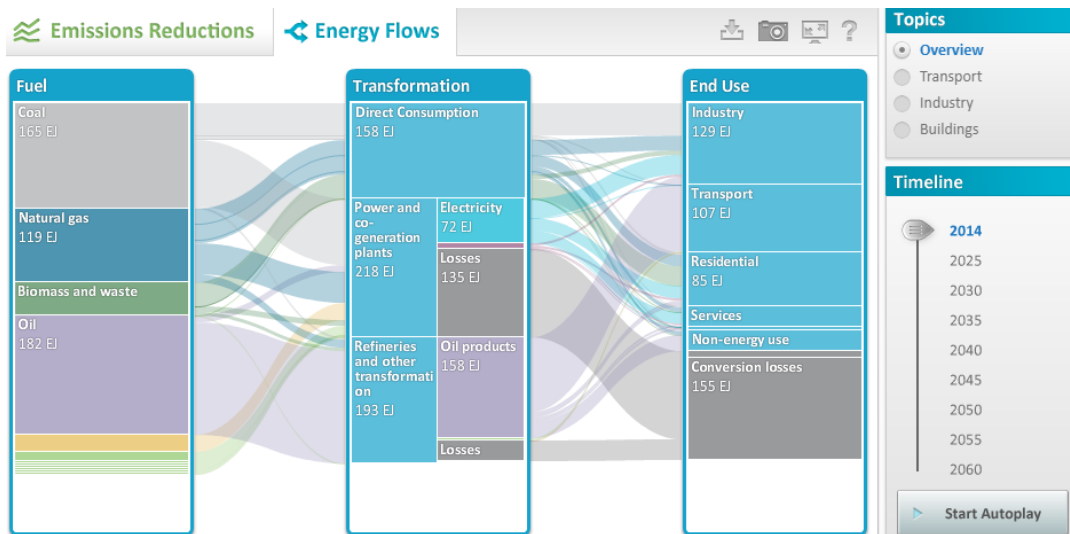 Emissions Reductions
Energy Flows
?
Topics
Overview
Transport
Industry
Buildings
Timeline
2014
2025
2030
2035
2040
2045
2050
2055
2060
Start Autoplay
Fuel
Coal
165 EJ
Natural gas
119 EJ
Biomass and waste
Oil
182 EJ
Transformation
Direct Consumption
158 EJ
Power and
co-
generation
plants
218 EJ
Electricity
72 EJ
Losses
135 EJ
Refineries
and other
transformati
on
193 EJ
Oil products
158 EJ
Losses
End Use
Industry
129 EJ
Transport
107 EJ
Residential
85 EJ
Services
Non-energy use
Conversion losses
155 EJ